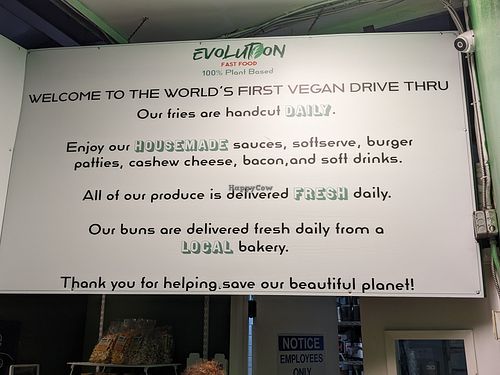 EVOLUTION
FAST FOOD
100% Plant Based
WELCOME TO THE WORLD'S FIRST VEGAN DRIVE THRU
Our fries are handcut DAILY.
Enjoy our HOUSEMADE sauces, softserve, burger
patties, cashew cheese, bacon,and soft drinks.
All of our produce is delivered FRESH daily.
HappyCow
Our buns are delivered fresh daily from a
LOCAL bakery.
Thank you for helping save our beautiful planet!
NOTICE
EMPLOYEES
ONLY